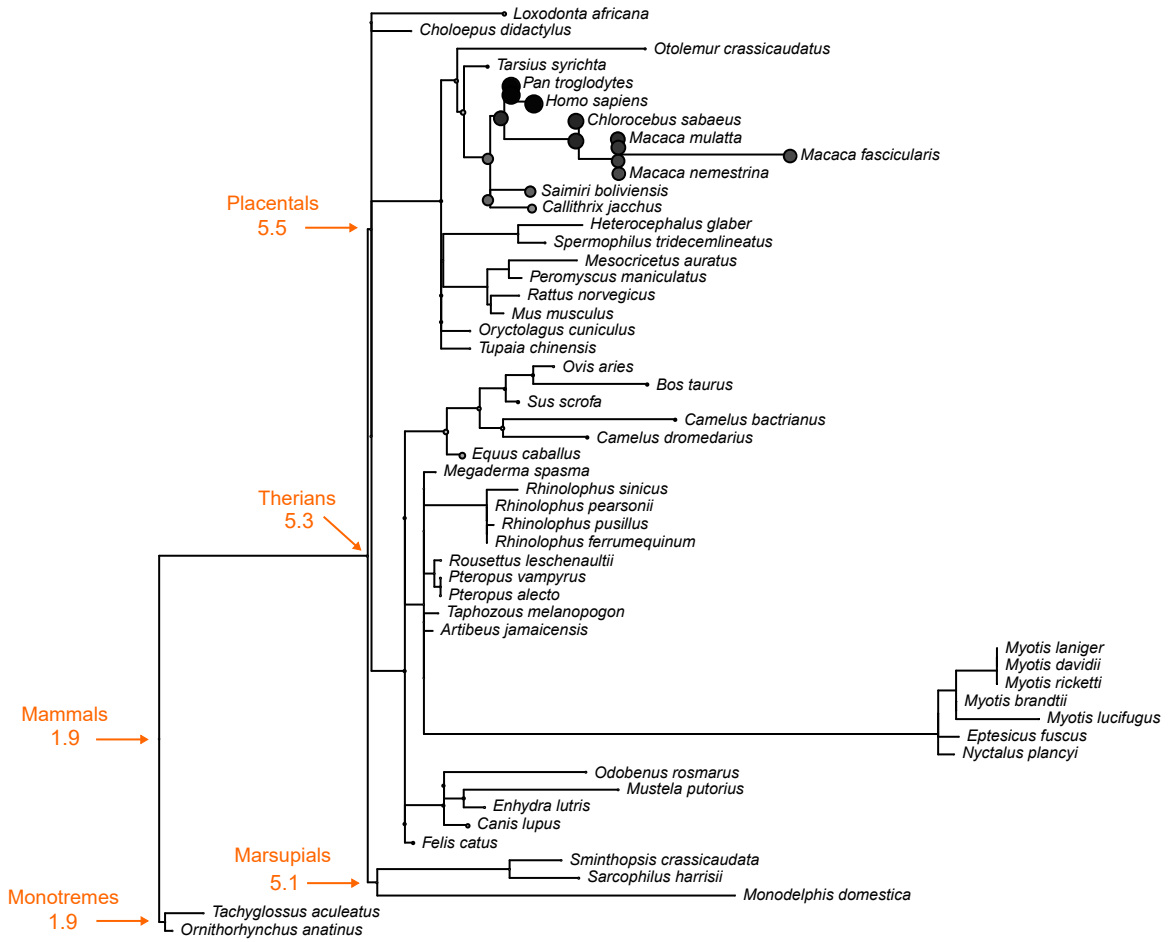 Loxodonta africana
Choloepus didactylus
Otolemur crassicaudatus
Tarsius syrichta
Pan troglodytes
Homo sapiens
Chlorocebus sabaeus
Macaca mulatta
Macaca fascicularis
Macaca nemestrina
Saimiri boliviensis
Callithrix jacchus
Placentals
5.5
Heterocephalus glaber
Spermophilus tridecemlineatus
Mesocricetus auratus
Peromyscus maniculatus
Rattus norvegicus
Mus musculus
Oryctolagus cuniculus
Tupaia chinensis
Ovis aries
Bos taurus
Sus scrofa
Camelus bactrianus
Camelus dromedarius
Equus caballus
Megaderma spasma
Rhinolophus sinicus
Therians
5.3
Rhinolophus pearsonii
Rhinolophus pusillus
Rhinolophus ferrumequinum
Rousettus leschenaultii
Pteropus vampyrus
Pteropus alecto
Taphozous melanopogon
Artibeus jamaicensis
Myotis laniger
Myotis davidii
Myotis ricketti
Myotis brandtii
Myotis lucifugus
Mammals
1.9
Eptesicus fuscus
Nyctalus plancyi
Odobenus rosmarus
Mustela putorius
Enhydra lutris
Canis lupus
Felis catus
Marsupials
5.1
Sminthopsis crassicaudata
Sarcophilus harrisii
Monodelphis domestica
Monotremes
1.9
Tachyglossus aculeatus
Ornithorhynchus anatinus